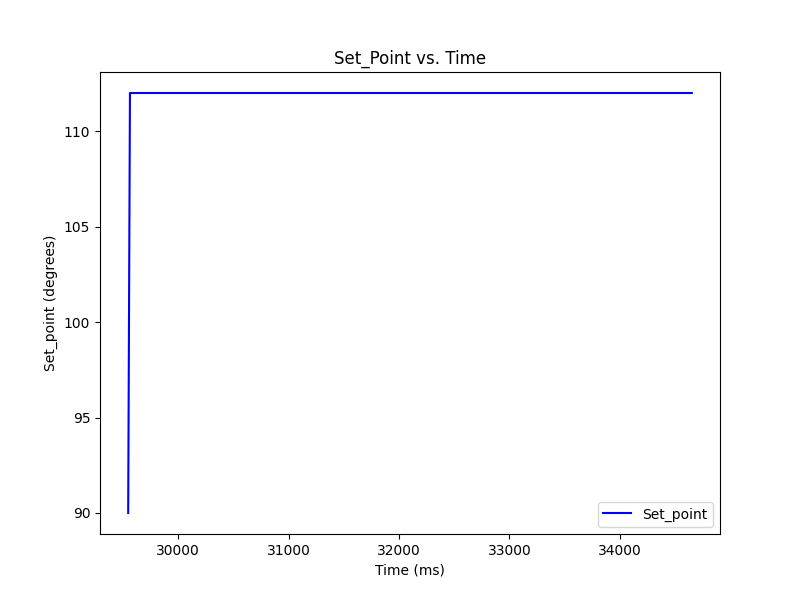 Set_Point vs. Time
110
105
100
95
90
Set_point (degrees)
Set_point
30000 31000 32000 33000 34000
Time (ms)